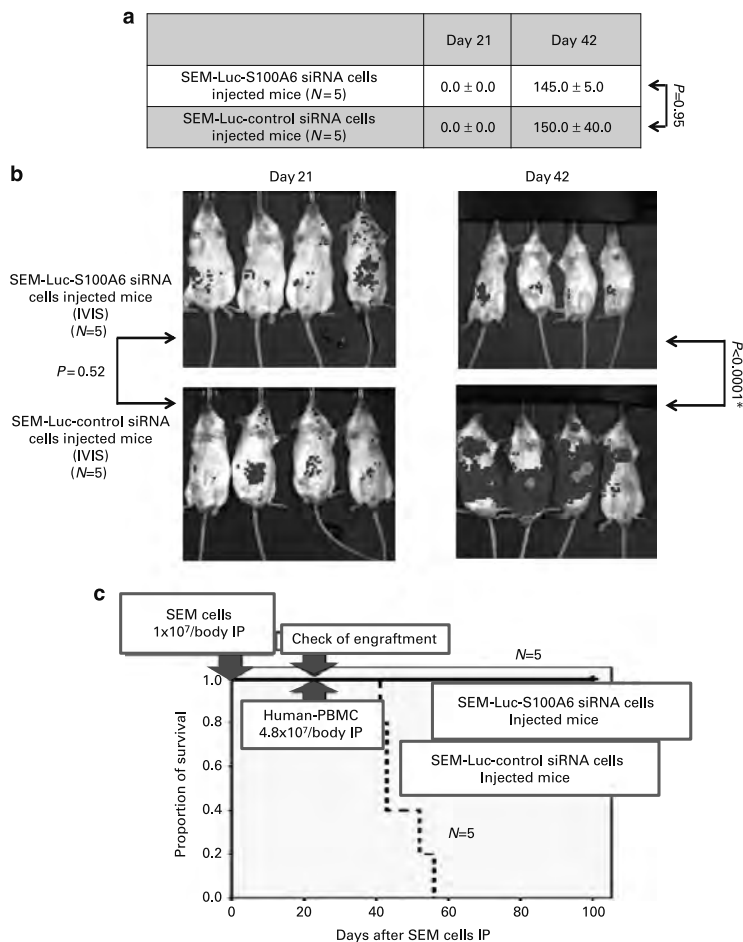 a
Day 21
Day 42
SEM-Luc-S100A6 siRNA cells
injected mice (N=5)
0.0 ± 0.0
145.0 ± 5.0
SEM-Luc-control siRNA cells
injected mice (N=5)
0.0 ± 0.0
150.0 ± 40.0
P=0.95
b
Day 21
Day 42
SEM-Luc-S100A6 siRNA
cells injected mice
(IVIS)
(N=5)
P=0.52
SEM-Luc-control siRNA
cells injected mice
(IVIS)
(N=5)
P<0.0001*
c
SEM cells
1x10⁷/body IP
Check of engraftment
N=5
Human-PBMC
4.8x10⁷/body IP
SEM-Luc-S100A6 siRNA cells
Injected mice
SEM-Luc-control siRNA cells
Injected mice
N=5
Proportion of survival
1.0
0.8
0.6
0.4
0.2
0.0
0
20
40
60
80
100
Days after SEM cells IP